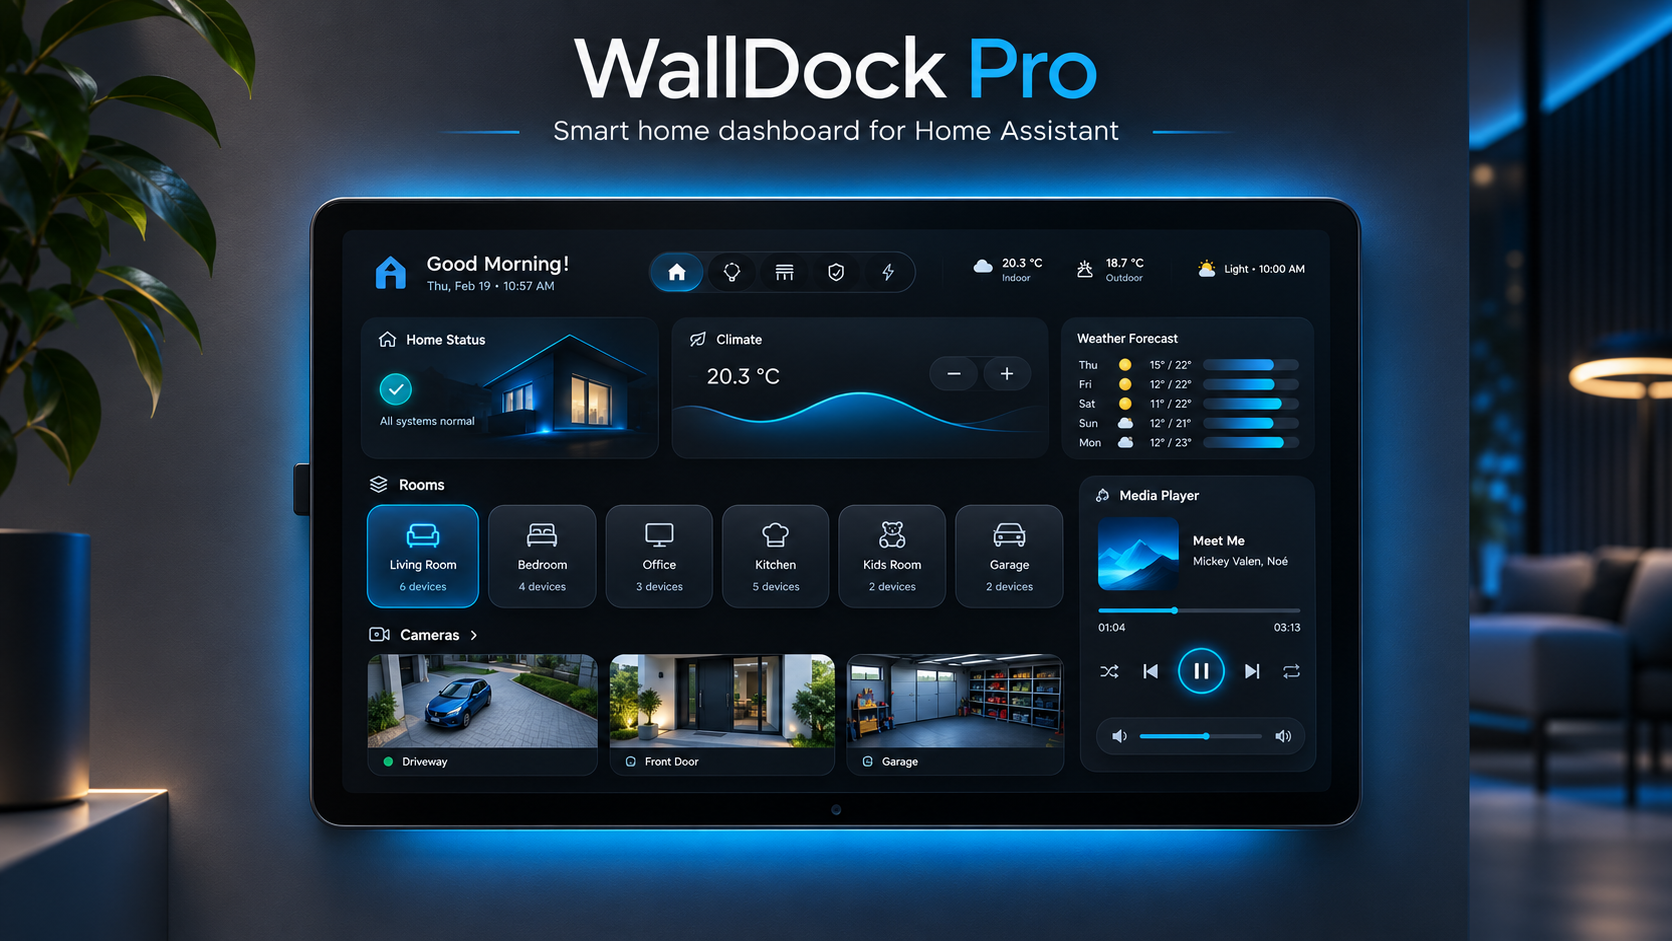 WallDock Pro
Smart home dashboard for Home Assistant
Good Morning!
Thu, Feb 19 • 10:57 AM
20.3 °C
Indoor
18.7 °C
Outdoor
Light • 10:00 AM
Home Status
All systems normal
Climate
20.3 °C
− +
Weather Forecast
Thu 15° / 22°
Fri 12° / 22°
Sat 11° / 22°
Sun 12° / 21°
Mon 12° / 23°
Rooms
Living Room
6 devices
Bedroom
4 devices
Office
3 devices
Kitchen
5 devices
Kids Room
2 devices
Garage
2 devices
Cameras
Driveway
Front Door
Garage
Media Player
Meet Me
Mickey Valen, Noé
01:04 03:13